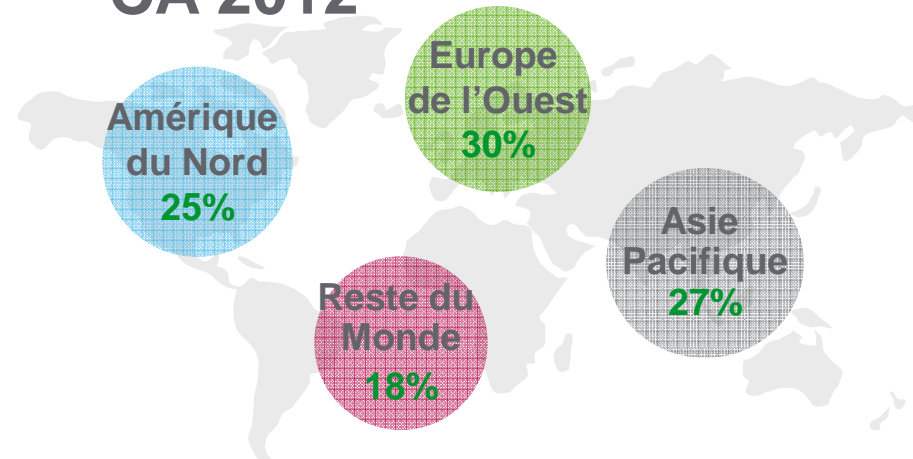 CA 2012
Europe
de l’Ouest
30%
Amérique
du Nord
25%
Asie
Pacifique
27%
Reste du
Monde
18%